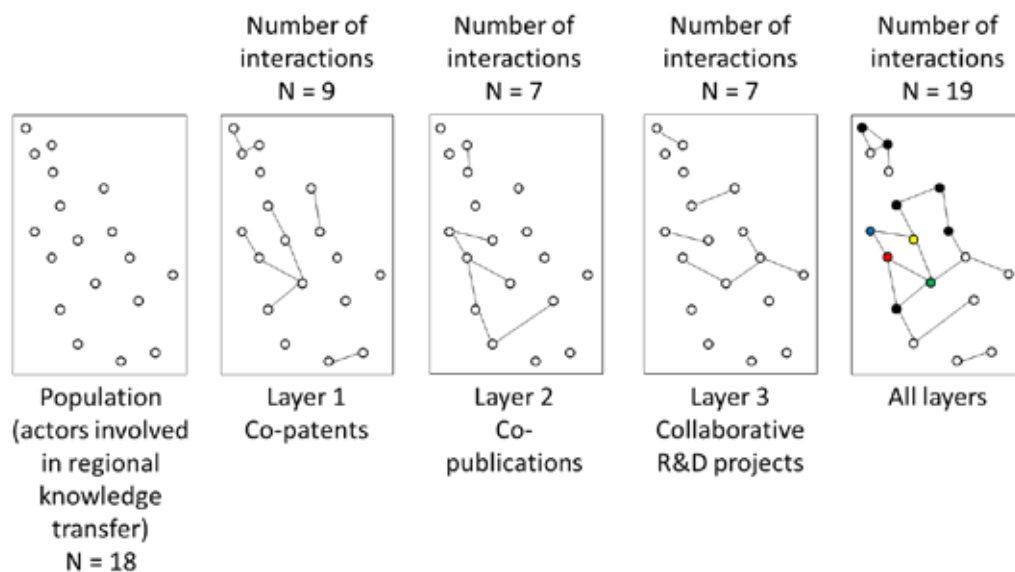 Number of
interactions
N = 9
Number of
interactions
N = 7
Number of
interactions
N = 7
Number of
interactions
N = 19
Population
(actors involved
in regional
knowledge
transfer)
N = 18
Layer 1
Co-patents
Layer 2
Co-
publications
Layer 3
Collaborative
R&D projects
All layers